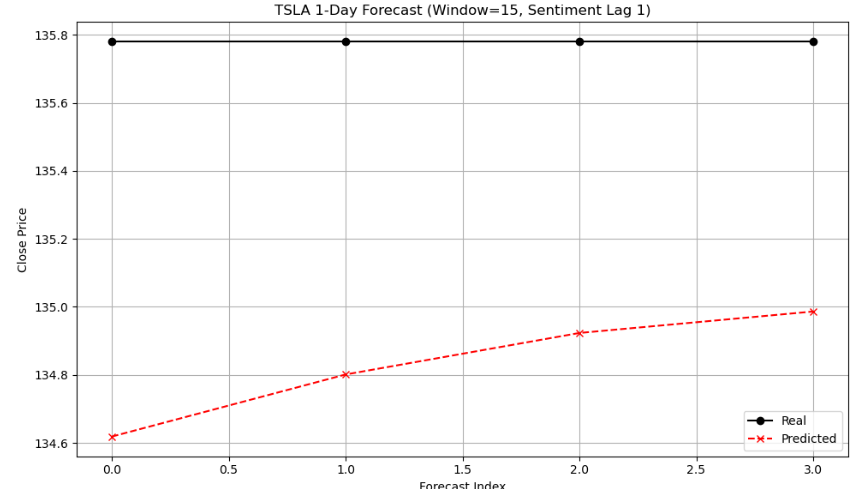 TSLA 1-Day Forecast (Window=15, Sentiment Lag 1)
135.8
135.6
135.4
135.2
135.0
134.8
134.6
Close Price
Real
Predicted
0.0 0.5 1.0 1.5 2.0 2.5 3.0
Forecast Index